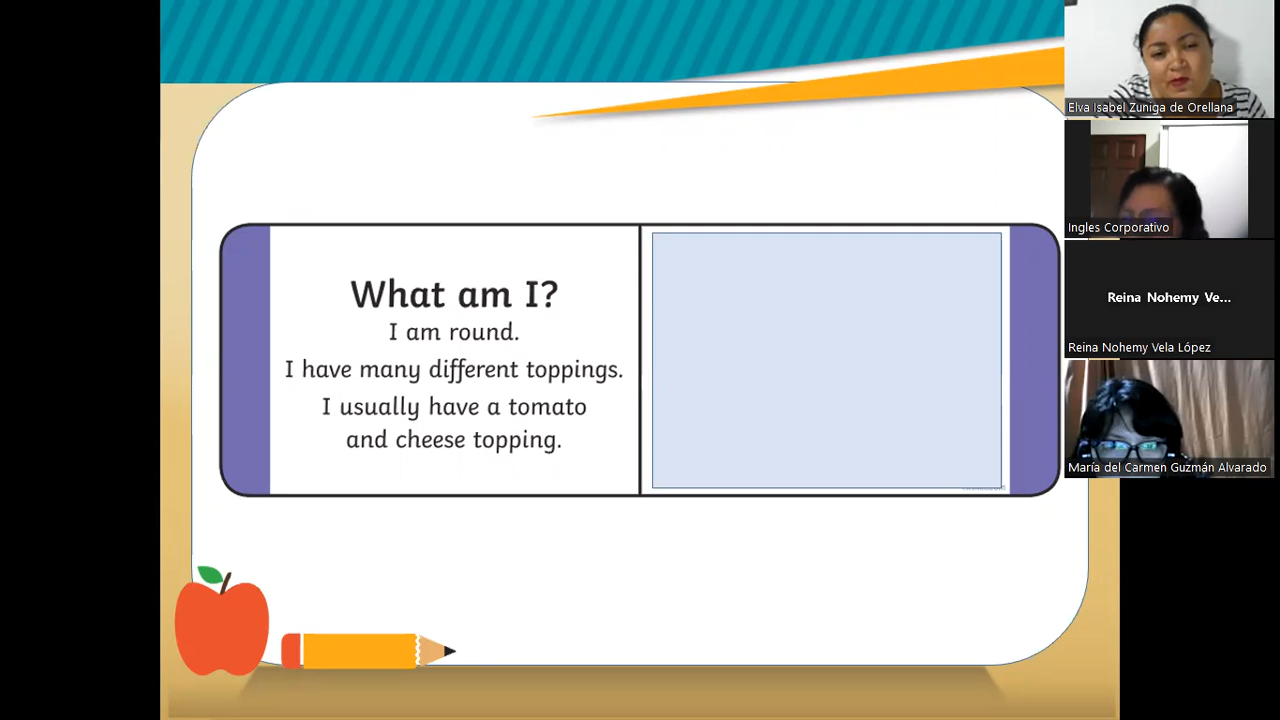 What am I?
I am round.
I have many different toppings.
I usually have a tomato
and cheese topping.
Elva Isabel Zuniga de Orellana
Ingles Corporativo
Reina Nohemy Ve...
Reina Nohemy Vela López
María del Carmen Guzmán Alvarado